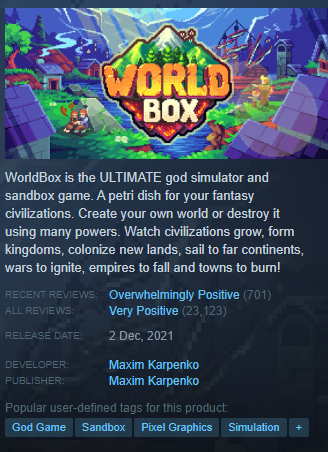 WORLD
BOX
WorldBox is the ULTIMATE god simulator and
sandbox game. A petri dish for your fantasy
civilizations. Create your own world or destroy it
using many powers. Watch civilizations grow, form
kingdoms, colonize new lands, sail to far continents,
wars to ignite, empires to fall and towns to burn!
RECENT REVIEWS: Overwhelmingly Positive (701)
ALL REVIEWS: Very Positive (23,123)
RELEASE DATE: 2 Dec, 2021
DEVELOPER: Maxim Karpenko
PUBLISHER: Maxim Karpenko
Popular user-defined tags for this product:
God Game Sandbox Pixel Graphics Simulation +